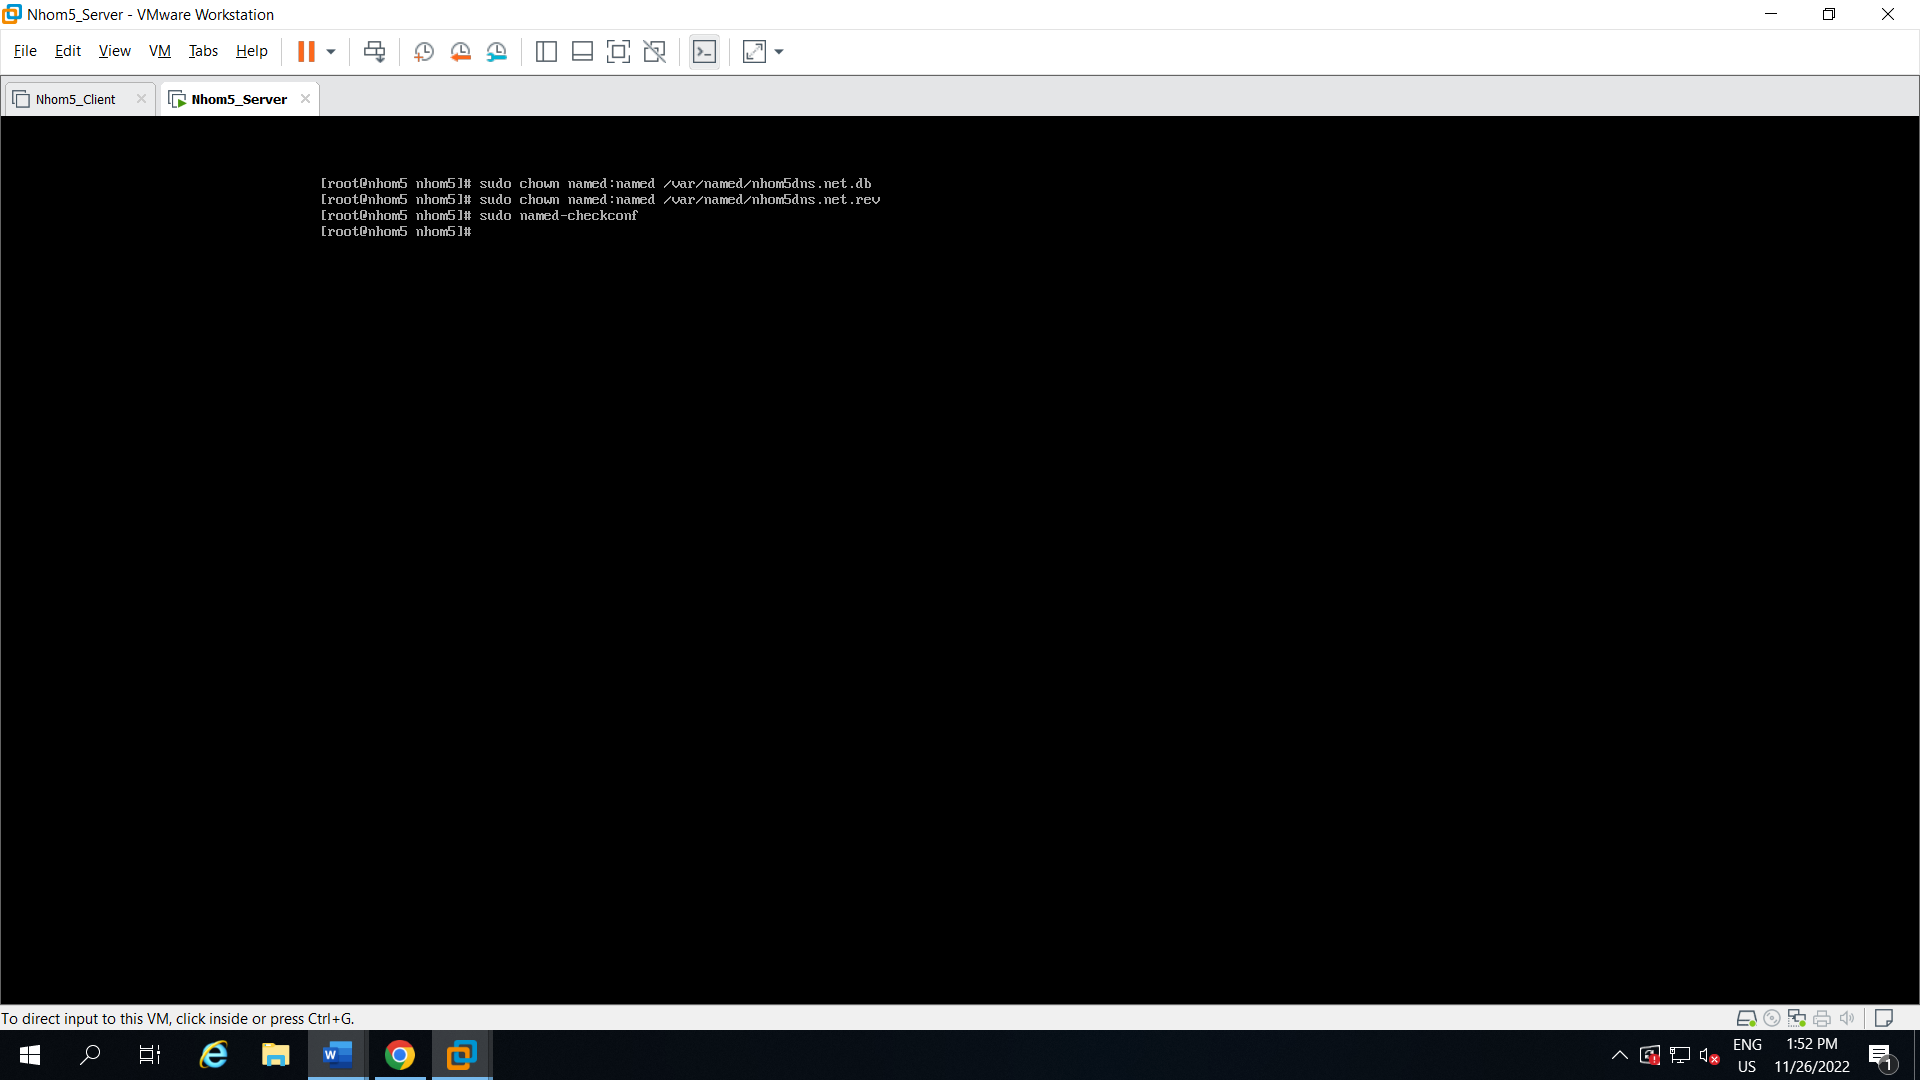 Nhom5_Server - VMware Workstation
File Edit View VM Tabs Help
Nhom5_Client Nhom5_Server
[root@nhom5 nhom5]# sudo chown named:named /var/named/nhom5dns.net.db
[root@nhom5 nhom5]# sudo chown named:named /var/named/nhom5dns.net.rev
[root@nhom5 nhom5]# sudo named-checkconf
[root@nhom5 nhom5]#
To direct input to this VM, click inside or press Ctrl+G.
ENG 1:52 PM
US 11/26/2022
1